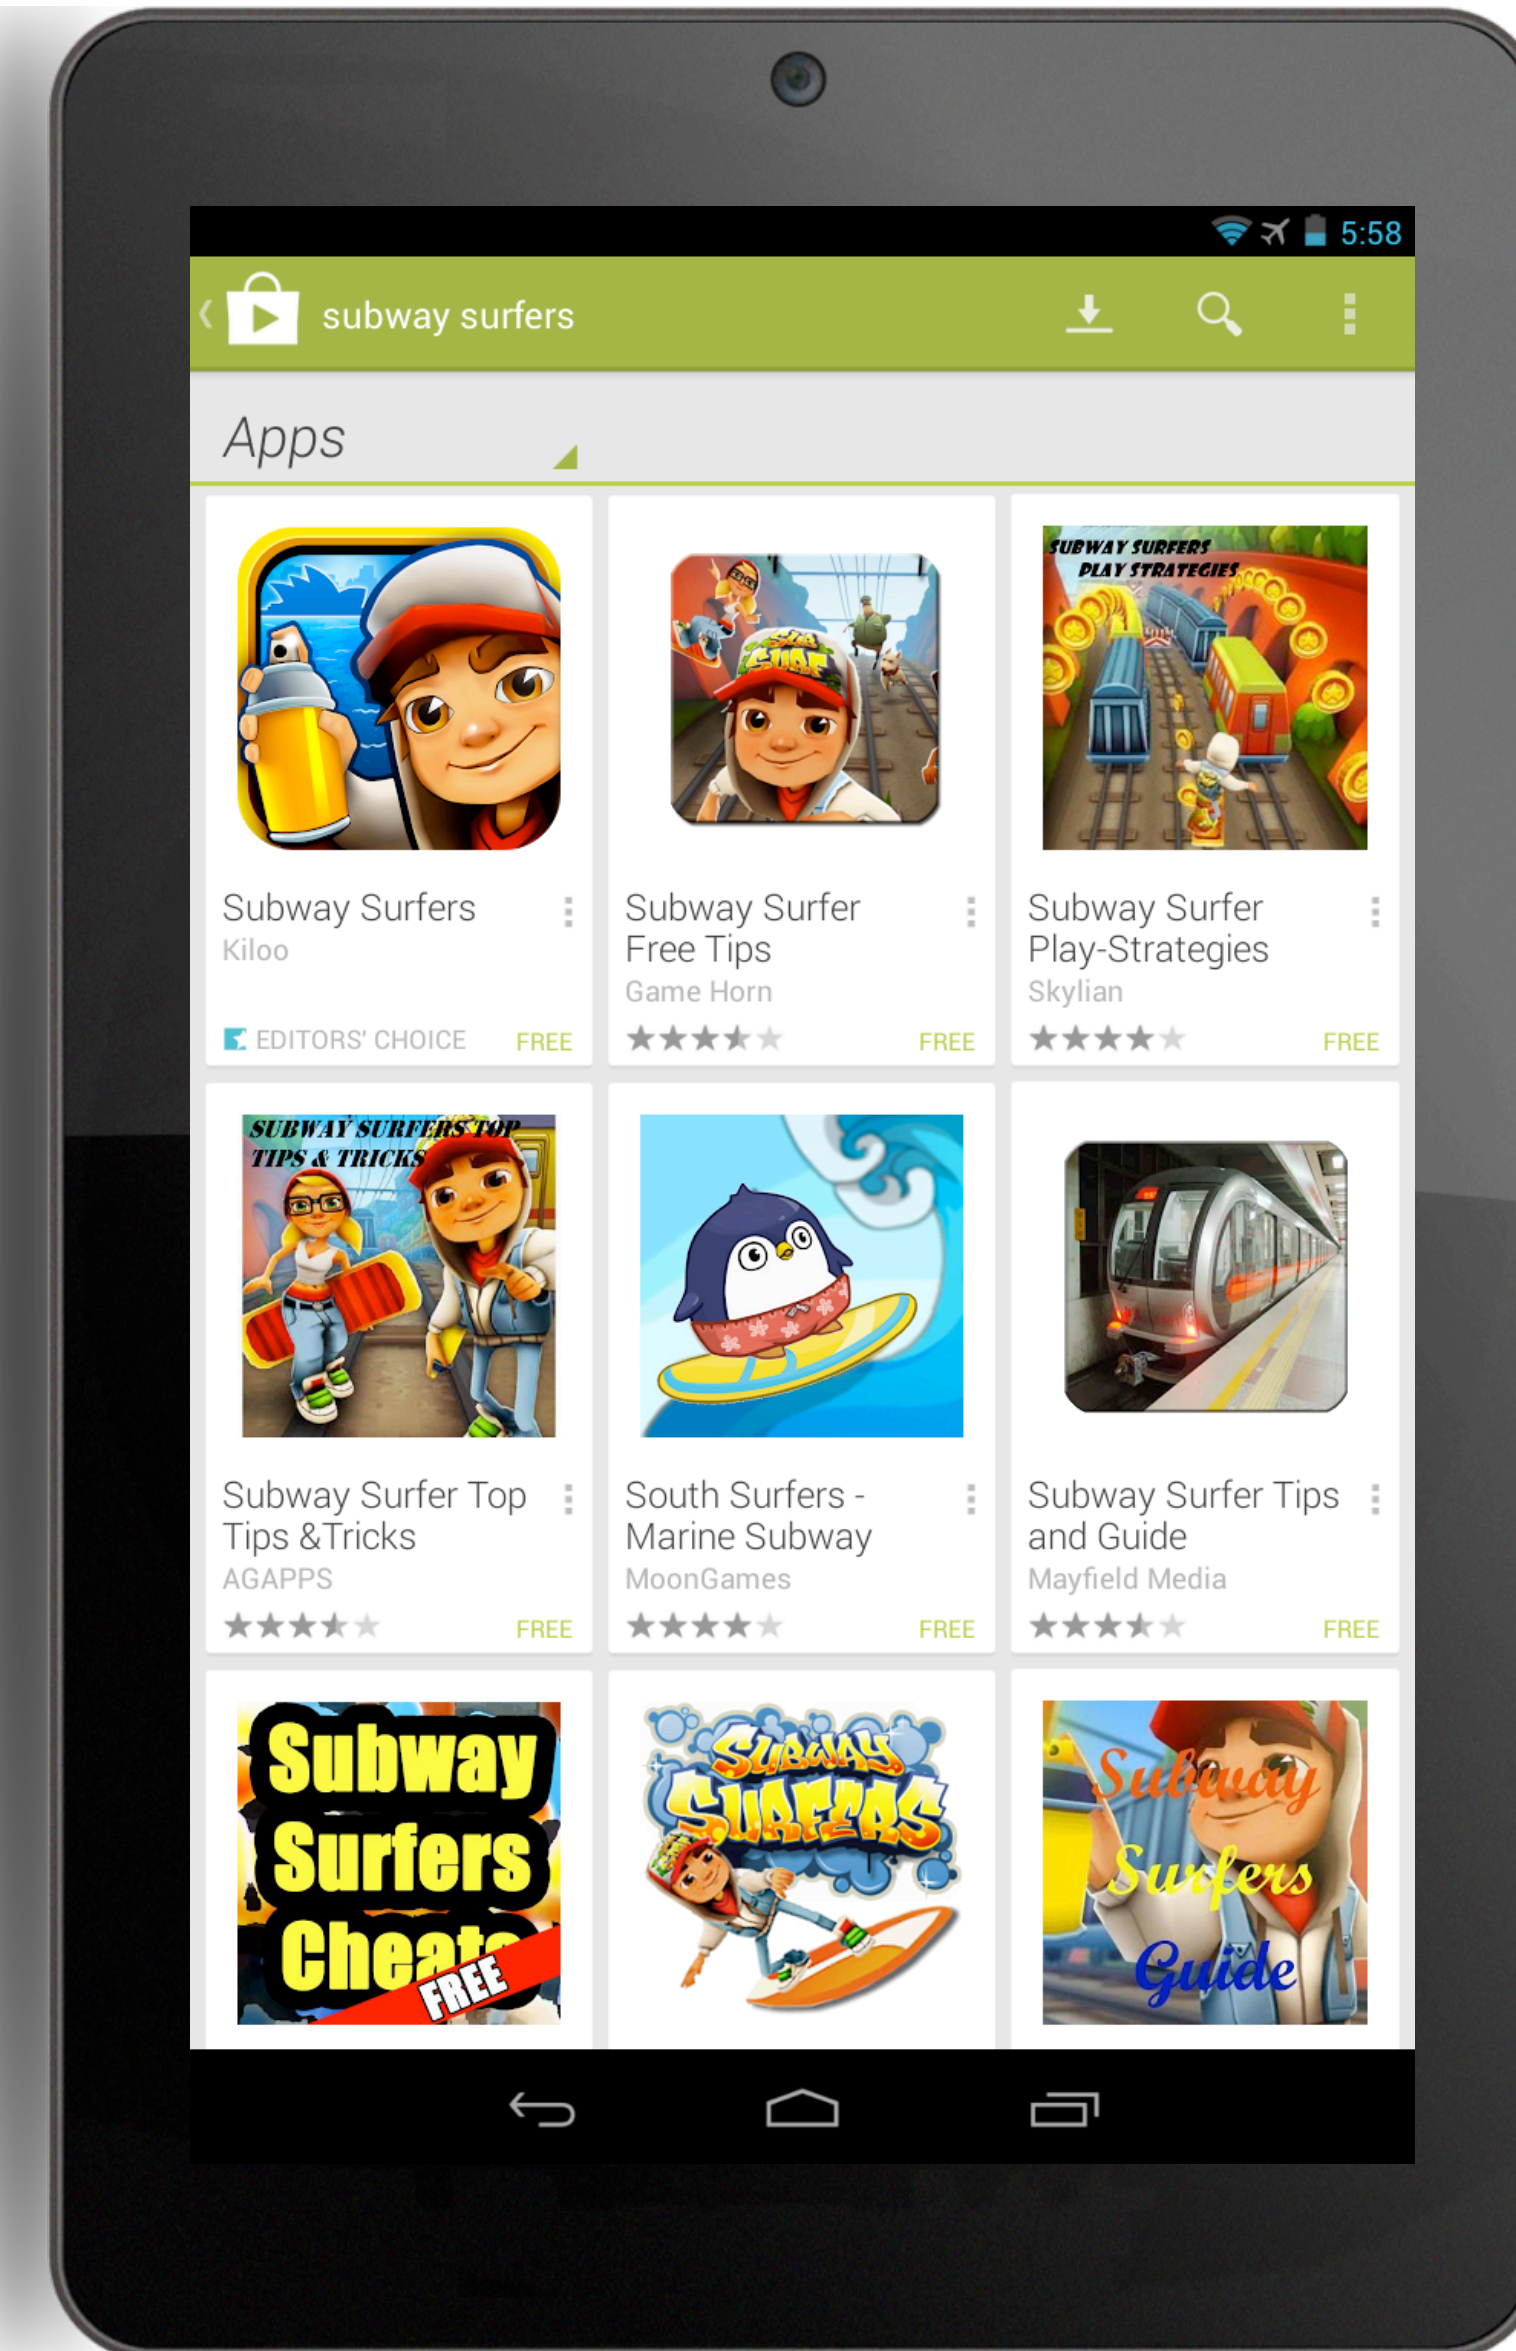 5:58
subway surfers
Apps
SUBWAY SURFERS
PLAY STRATEGIES
SUB
SURF
Subway Surfers
Kiloo
EDITORS' CHOICE
FREE
Subway Surfer
Free Tips
Game Horn
FREE
Subway Surfer
Play-Strategies
Skylian
FREE
SUBWAY SURFERS TOP
TIPS & TRICKS
Subway Surfer Top
Tips &Tricks
AGAPPS
FREE
South Surfers -
Marine Subway
MoonGames
FREE
Subway Surfer Tips
and Guide
Mayfield Media
FREE
Subway
Surfers
Cheats
FREE
SUBWAY
SURFERS
Subway
Surfers
Guide